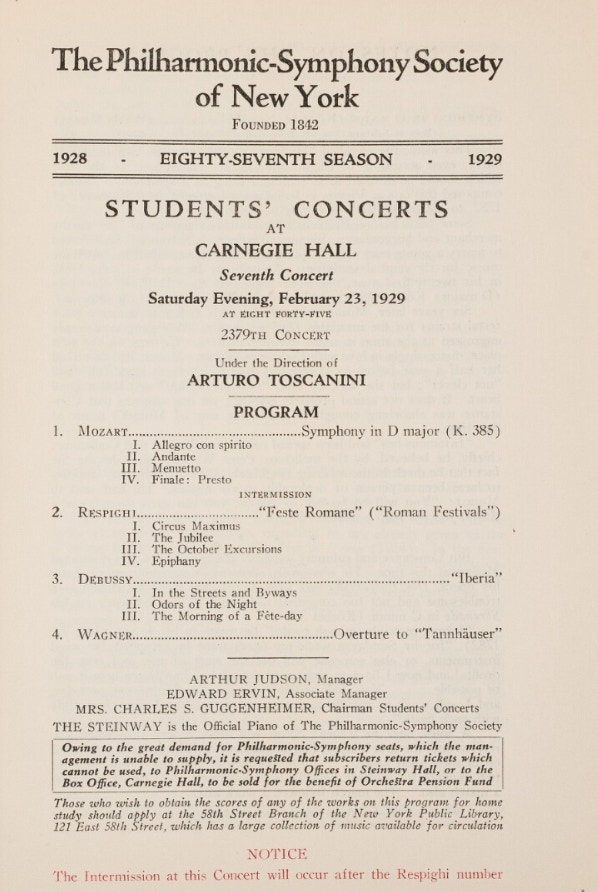 The Philharmonic-Symphony Society
of New York
FOUNDED 1842
1928 - EIGHTY-SEVENTH SEASON - 1929
STUDENTS' CONCERTS
AT
CARNEGIE HALL
Seventh Concert
Saturday Evening, February 23, 1929
AT EIGHT FORTY-FIVE
2379TH CONCERT
Under the Direction of
ARTURO TOSCANINI
PROGRAM
1. MOZART............................................Symphony in D major (K. 385)
I. Allegro con spirito
II. Andante
III. Menuetto
IV. Finale: Presto
INTERMISSION
2. RESPIGHI..............................."Feste Romane" ("Roman Festivals")
I. Circus Maximus
II. The Jubilee
III. The October Excursions
IV. Epiphany
3. DEBUSSY................................................................................"Iberia"
I. In the Streets and Byways
II. Odors of the Night
III. The Morning of a Fête-day
4. WAGNER..................................................Overture to "Tannhäuser"
ARTHUR JUDSON, Manager
EDWARD ERVIN, Associate Manager
MRS. CHARLES S. GUGGENHEIMER, Chairman Students' Concerts
THE STEINWAY is the Official Piano of The Philharmonic-Symphony Society
Owing to the great demand for Philharmonic-Symphony seats, which the man-
agement is unable to supply, it is requested that subscribers return tickets which
cannot be used, to Philharmonic-Symphony Offices in Steinway Hall, or to the
Box Office, Carnegie Hall, to be sold for the benefit of Orchestra Pension Fund
Those who wish to obtain the scores of any of the works on this program for home
study should apply at the 58th Street Branch of the New York Public Library,
121 East 58th Street, which has a large collection of music available for circulation
NOTICE
The Intermission at this Concert will occur after the Respighi number